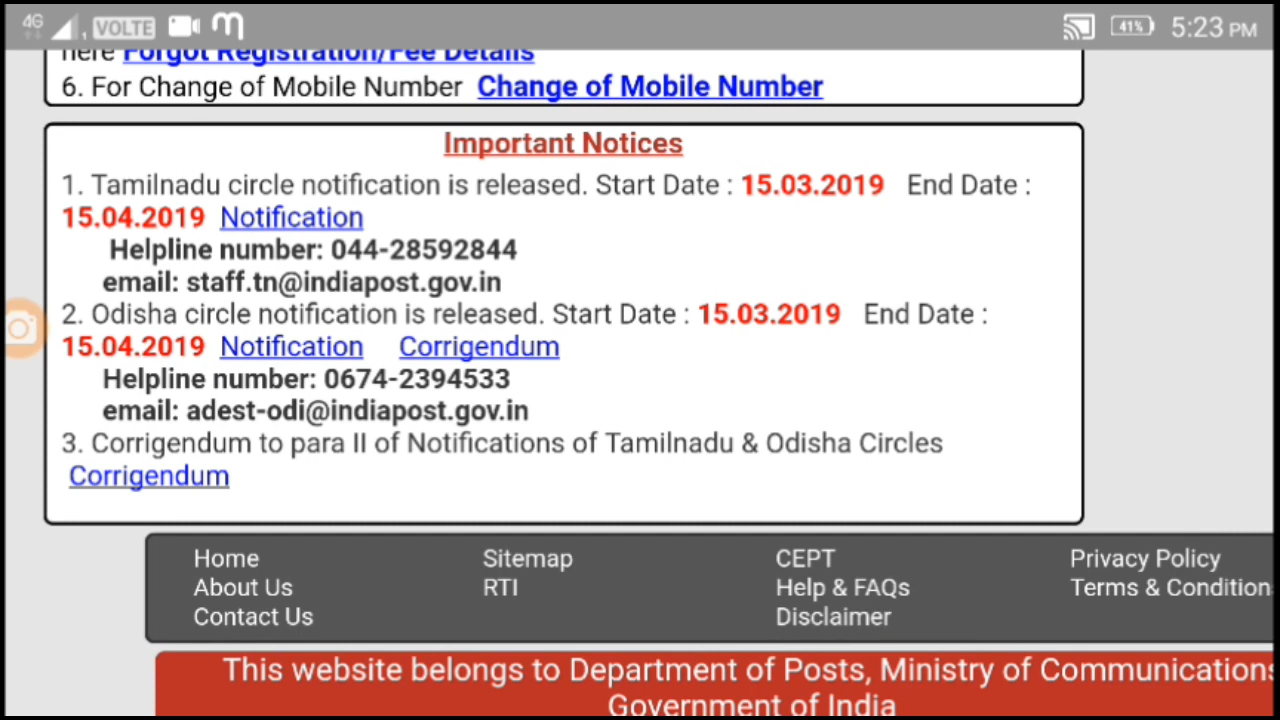 4G , VOLTE 41% 5:23 PM
here Forgot Registration/Fee Details
6. For Change of Mobile Number Change of Mobile Number
Important Notices
1. Tamilnadu circle notification is released. Start Date : 15.03.2019 End Date :
15.04.2019 Notification
Helpline number: 044-28592844
email: staff.tn@indiapost.gov.in
2. Odisha circle notification is released. Start Date : 15.03.2019 End Date :
15.04.2019 Notification Corrigendum
Helpline number: 0674-2394533
email: adest-odi@indiapost.gov.in
3. Corrigendum to para II of Notifications of Tamilnadu & Odisha Circles
Corrigendum
Home Sitemap CEPT Privacy Policy
About Us RTI Help & FAQs Terms & Condition
Contact Us Disclaimer
This website belongs to Department of Posts, Ministry of Communications
Government of India